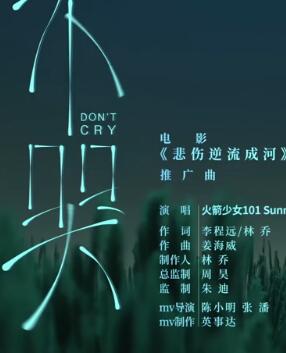 不哭
DON'T
CRY
电 影
《悲伤逆流成河》
推 广 曲
演 唱 火箭少女101 Sunn
作 词 李程远/林 乔
作 曲 姜海威
制作人 林 乔
总监制 周 昊
监 制 朱 迪
mv导演 陈小明 张 潘
mv制作 英事达